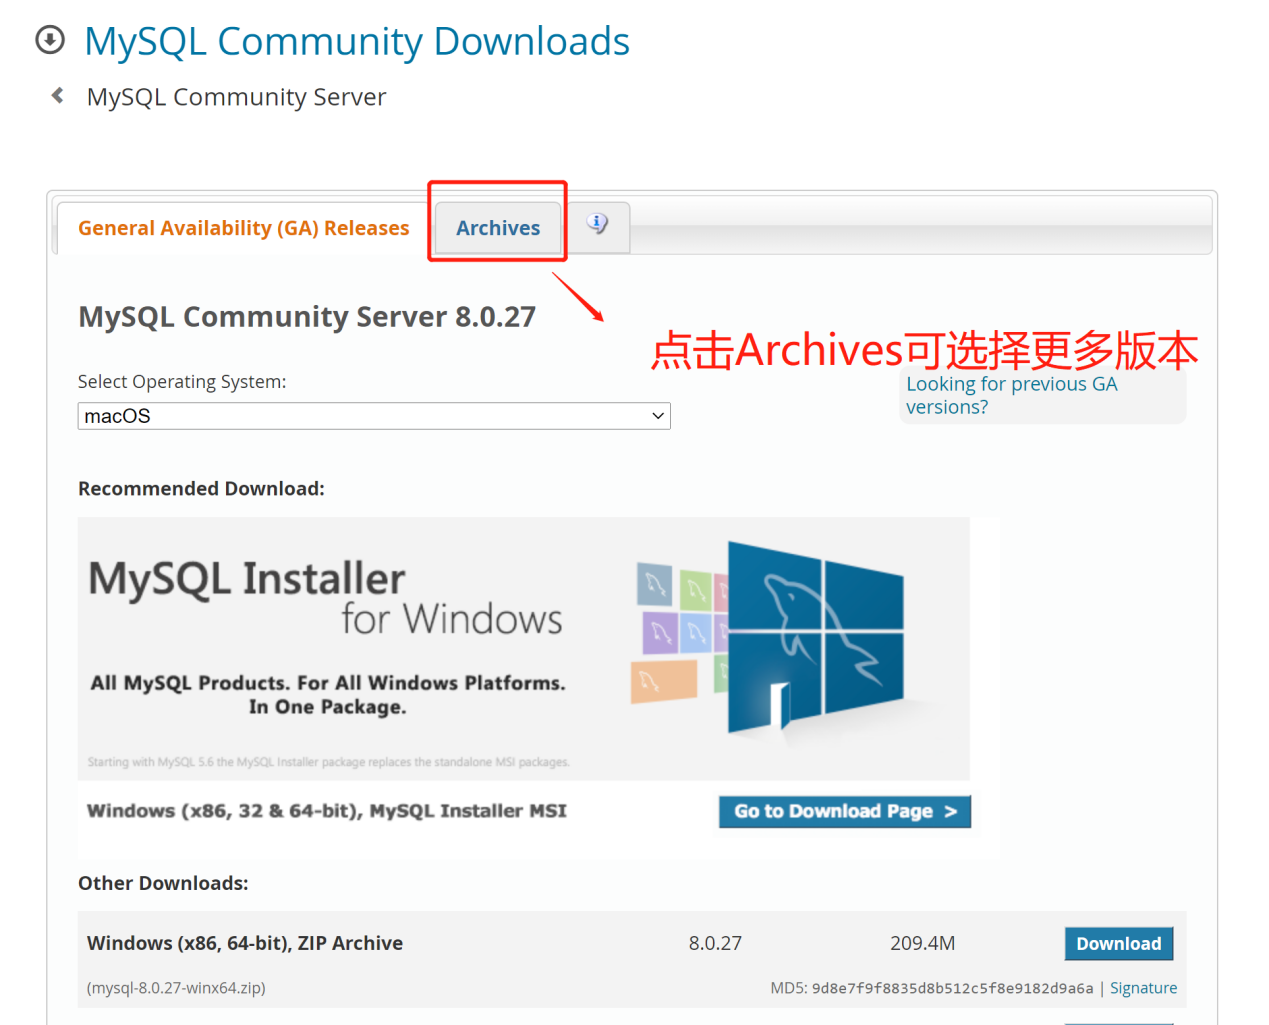 MySQL Community Downloads
MySQL Community Server
General Availability (GA) Releases
Archives
MySQL Community Server 8.0.27
点击Archives可选择更多版本
Select Operating System:
Looking for previous GA
versions?
macOS
Recommended Download:
MySQL Installer
for Windows
All MySQL Products. For All Windows Platforms.
In One Package.
Starting with MySQL 5.6 the MySQL Installer package replaces the standalone MSI packages.
Windows (x86, 32 & 64-bit), MySQL Installer MSI
Go to Download Page >
Other Downloads:
Windows (x86, 64-bit), ZIP Archive 8.0.27 209.4M Download
(mysql-8.0.27-winx64.zip) MD5: 9d8e7f9f8835d8b512c5f8e9182d9a6a | Signature